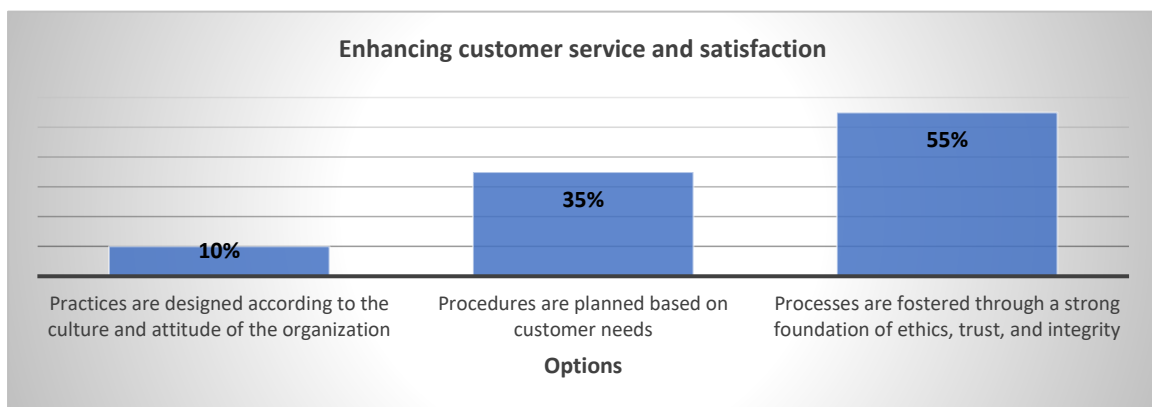 Enhancing customer service and satisfaction
55%
35%
10%
Practices are designed according to the
culture and attitude of the organization
Procedures are planned based on
customer needs
Processes are fostered through a strong
foundation of ethics, trust, and integrity
Options